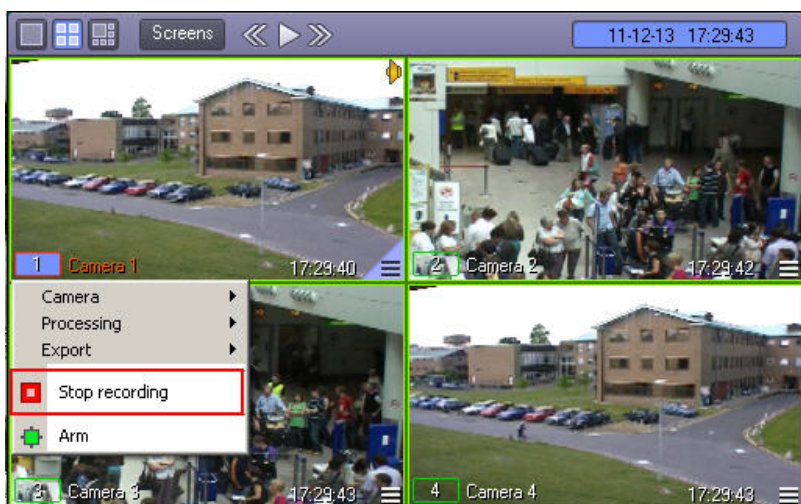 Screens
11-12-13 17:29:43
1 Camera 1 17:29:40
2 Camera 2 17:29:42
Camera
Processing
Export
Stop recording
Arm
3 Camera 3 17:29:43
4 Camera 4 17:29:43